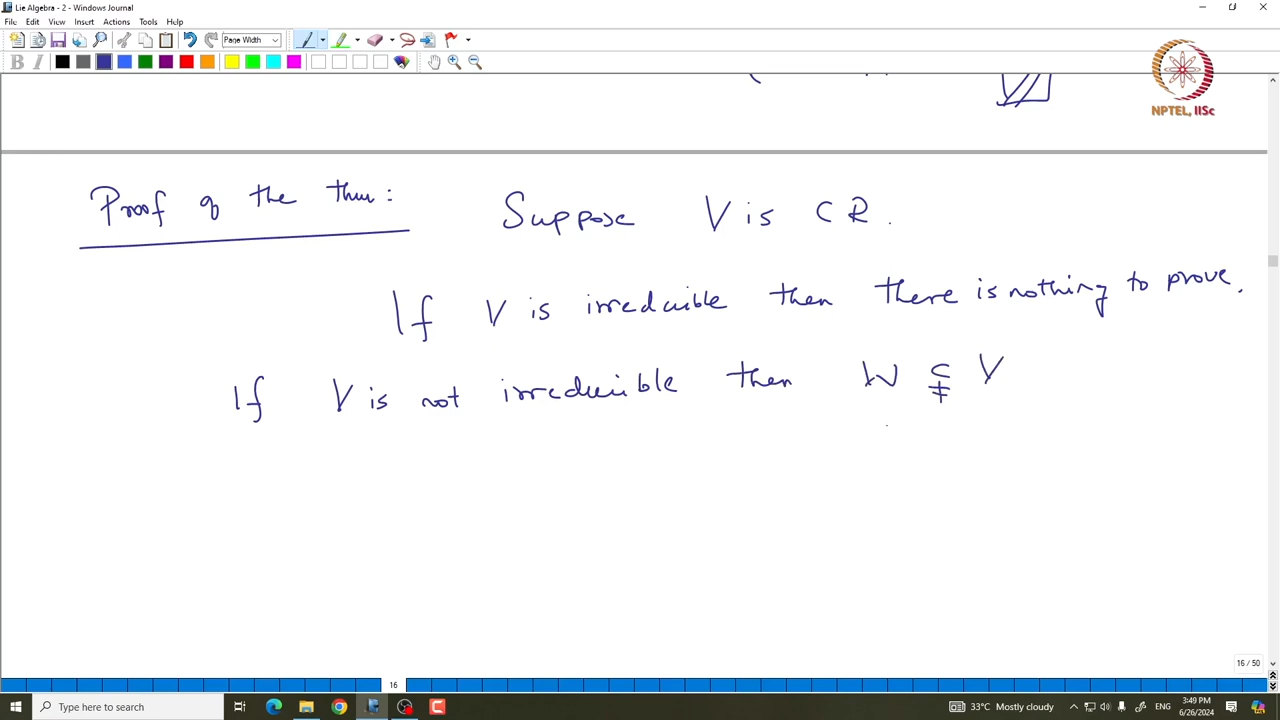 Lie Algebra - 2 - Windows Journal
File Edit View Insert Actions Tools Help
Page Width
B I
NPTEL, IISc
Proof of the thm: Suppose V is CR.
If V is irreducible then there is nothing to prove.
If V is not irreducible then W ⊊ V
16 / 50
16
Type here to search
33°C Mostly cloudy
3:49 PM
6/26/2024